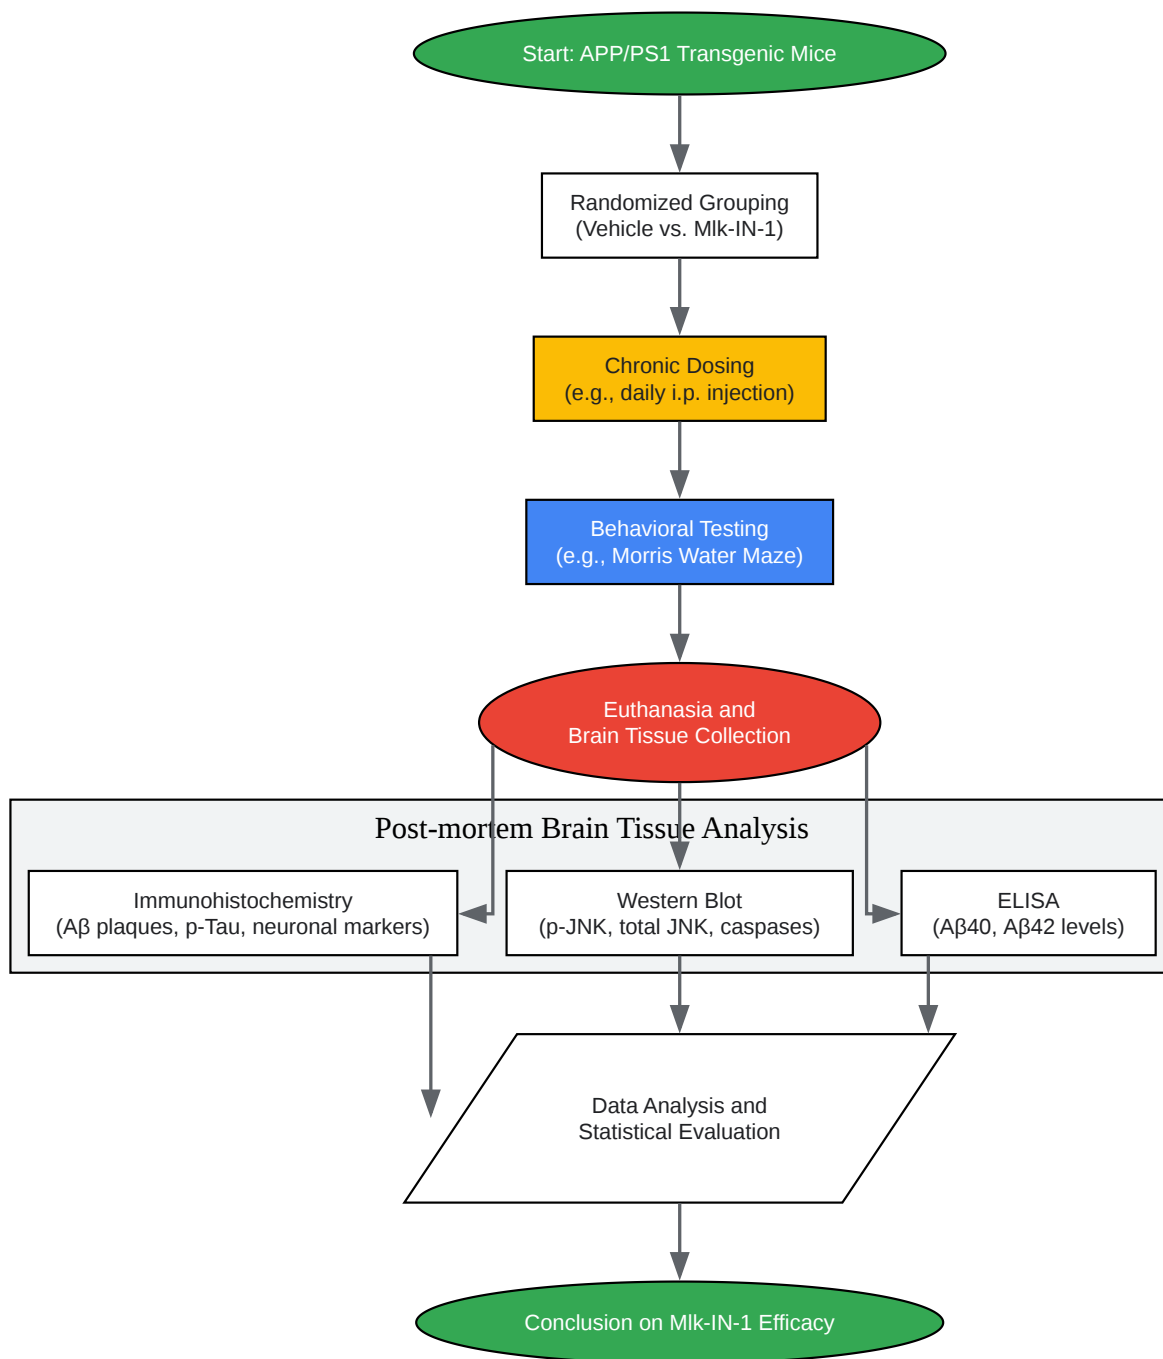 Start: APP/PS1 Transgenic Mice
Randomized Grouping
(Vehicle vs. Mlk-IN-1)
Chronic Dosing
(e.g., daily i.p. injection)
Behavioral Testing
(e.g., Morris Water Maze)
Euthanasia and
Brain Tissue Collection
Post-mortem Brain Tissue Analysis
Immunohistochemistry
(Aβ plaques, p-Tau, neuronal markers)
Western Blot
(p-JNK, total JNK, caspases)
ELISA
(Aβ40, Aβ42 levels)
Data Analysis and
Statistical Evaluation
Conclusion on Mlk-IN-1 Efficacy